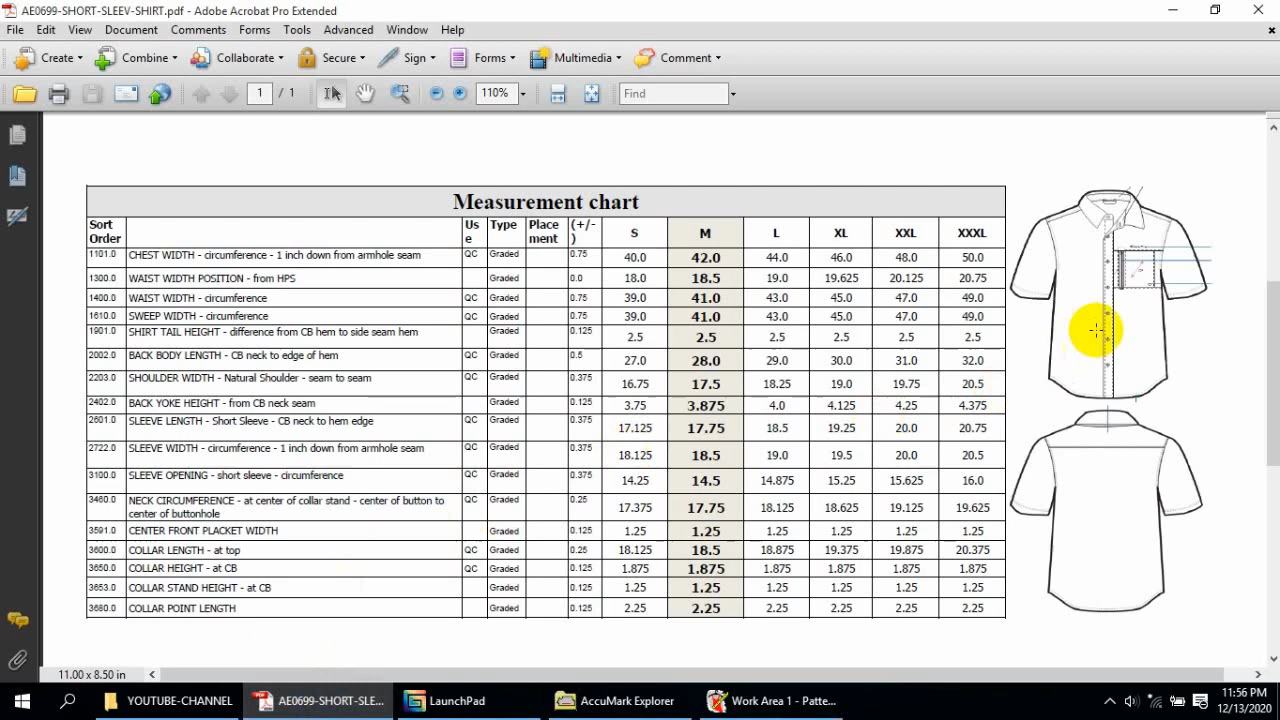 AE0699-SHORT-SLEEV-SHIRT.pdf - Adobe Acrobat Pro Extended
File Edit View Document Comments Forms Tools Advanced Window Help
Create Combine Collaborate Secure Sign Forms Multimedia Comment
1 / 1 110% Find
Measurement chart
Sort Order Use Type Placement (+/-) S M L XL XXL XXXL
1101.0 CHEST WIDTH - circumference - 1 inch down from armhole seam QC Graded 0.75 40.0 42.0 44.0 46.0 48.0 50.0
1300.0 WAIST WIDTH POSITION - from HPS Graded 0.0 18.0 18.5 19.0 19.625 20.125 20.75
1400.0 WAIST WIDTH - circumference QC Graded 0.75 39.0 41.0 43.0 45.0 47.0 49.0
1610.0 SWEEP WIDTH - circumference QC Graded 0.75 39.0 41.0 43.0 45.0 47.0 49.0
1901.0 SHIRT TAIL HEIGHT - difference from CB hem to side seam hem Graded 0.125 2.5 2.5 2.5 2.5 2.5 2.5
2002.0 BACK BODY LENGTH - CB neck to edge of hem QC Graded 0.5 27.0 28.0 29.0 30.0 31.0 32.0
2203.0 SHOULDER WIDTH - Natural Shoulder - seam to seam QC Graded 0.375 16.75 17.5 18.25 19.0 19.75 20.5
2402.0 BACK YOKE HEIGHT - from CB neck seam Graded 0.125 3.75 3.875 4.0 4.125 4.25 4.375
2601.0 SLEEVE LENGTH - Short Sleeve - CB neck to hem edge QC Graded 0.375 17.125 17.75 18.5 19.25 20.0 20.75
2722.0 SLEEVE WIDTH - circumference - 1 inch down from armhole seam QC Graded 0.375 18.125 18.5 19.0 19.5 20.0 20.5
3100.0 SLEEVE OPENING - short sleeve - circumference QC Graded 0.375 14.25 14.5 14.875 15.25 15.625 16.0
3460.0 NECK CIRCUMFERENCE - at center of collar stand - center of button to center of buttonhole QC Graded 0.25 17.375 17.75 18.125 18.625 19.125 19.625
3591.0 CENTER FRONT PLACKET WIDTH Graded 0.125 1.25 1.25 1.25 1.25 1.25 1.25
3600.0 COLLAR LENGTH - at top QC Graded 0.25 18.125 18.5 18.875 19.375 19.875 20.375
3650.0 COLLAR HEIGHT - at CB QC Graded 0.125 1.875 1.875 1.875 1.875 1.875 1.875
3653.0 COLLAR STAND HEIGHT - at CB Graded 0.125 1.25 1.25 1.25 1.25 1.25 1.25
3680.0 COLLAR POINT LENGTH Graded 0.125 2.25 2.25 2.25 2.25 2.25 2.25
11.00 x 8.50 in
YOUTUBE-CHANNEL AE0699-SHORT-SLE... LaunchPad AccuMark Explorer Work Area 1 - Patte...
11:56 PM
12/13/2020